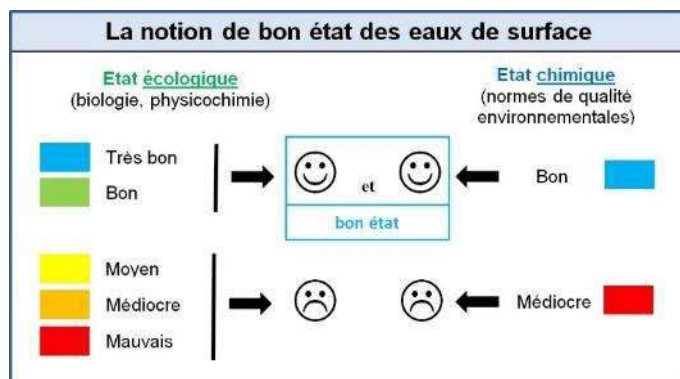 La notion de bon état des eaux de surface
Etat écologique
(biologie, physicochimie)
Etat chimique
(normes de qualité
environnementales)
Très bon
Bon
et
bon état
Bon
Moyen
Médiocre
Mauvais
Médiocre